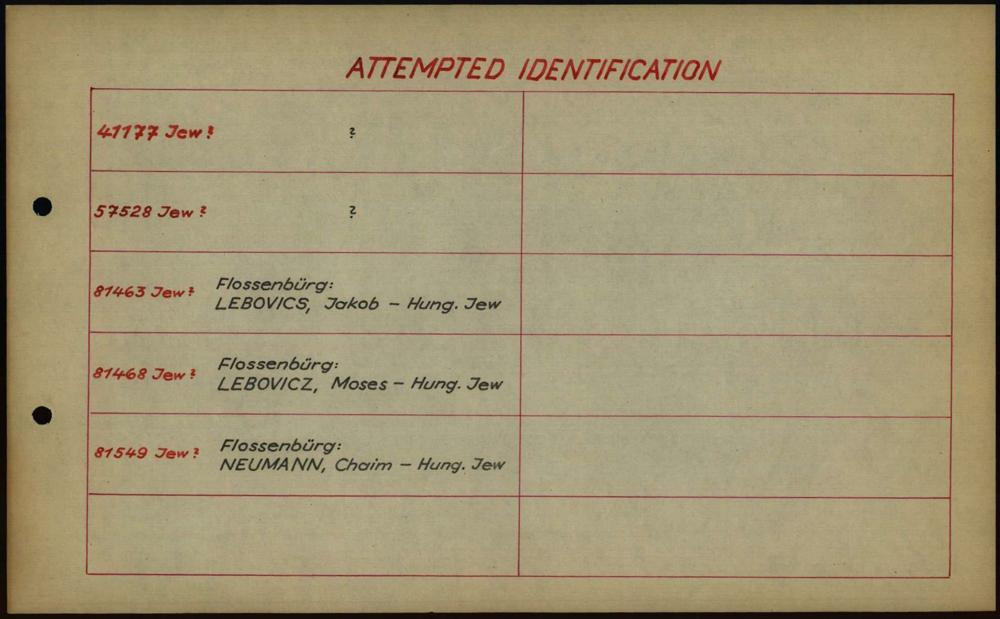 ATTEMPTED IDENTIFICATION
41177 Jew? ?
57528 Jew? ?
81463 Jew? Flossenbürg:
LEBOVICS, Jakob – Hung. Jew
81468 Jew? Flossenbürg:
LEBOVICZ, Moses – Hung. Jew
81549 Jew? Flossenbürg:
NEUMANN, Chaim – Hung. Jew